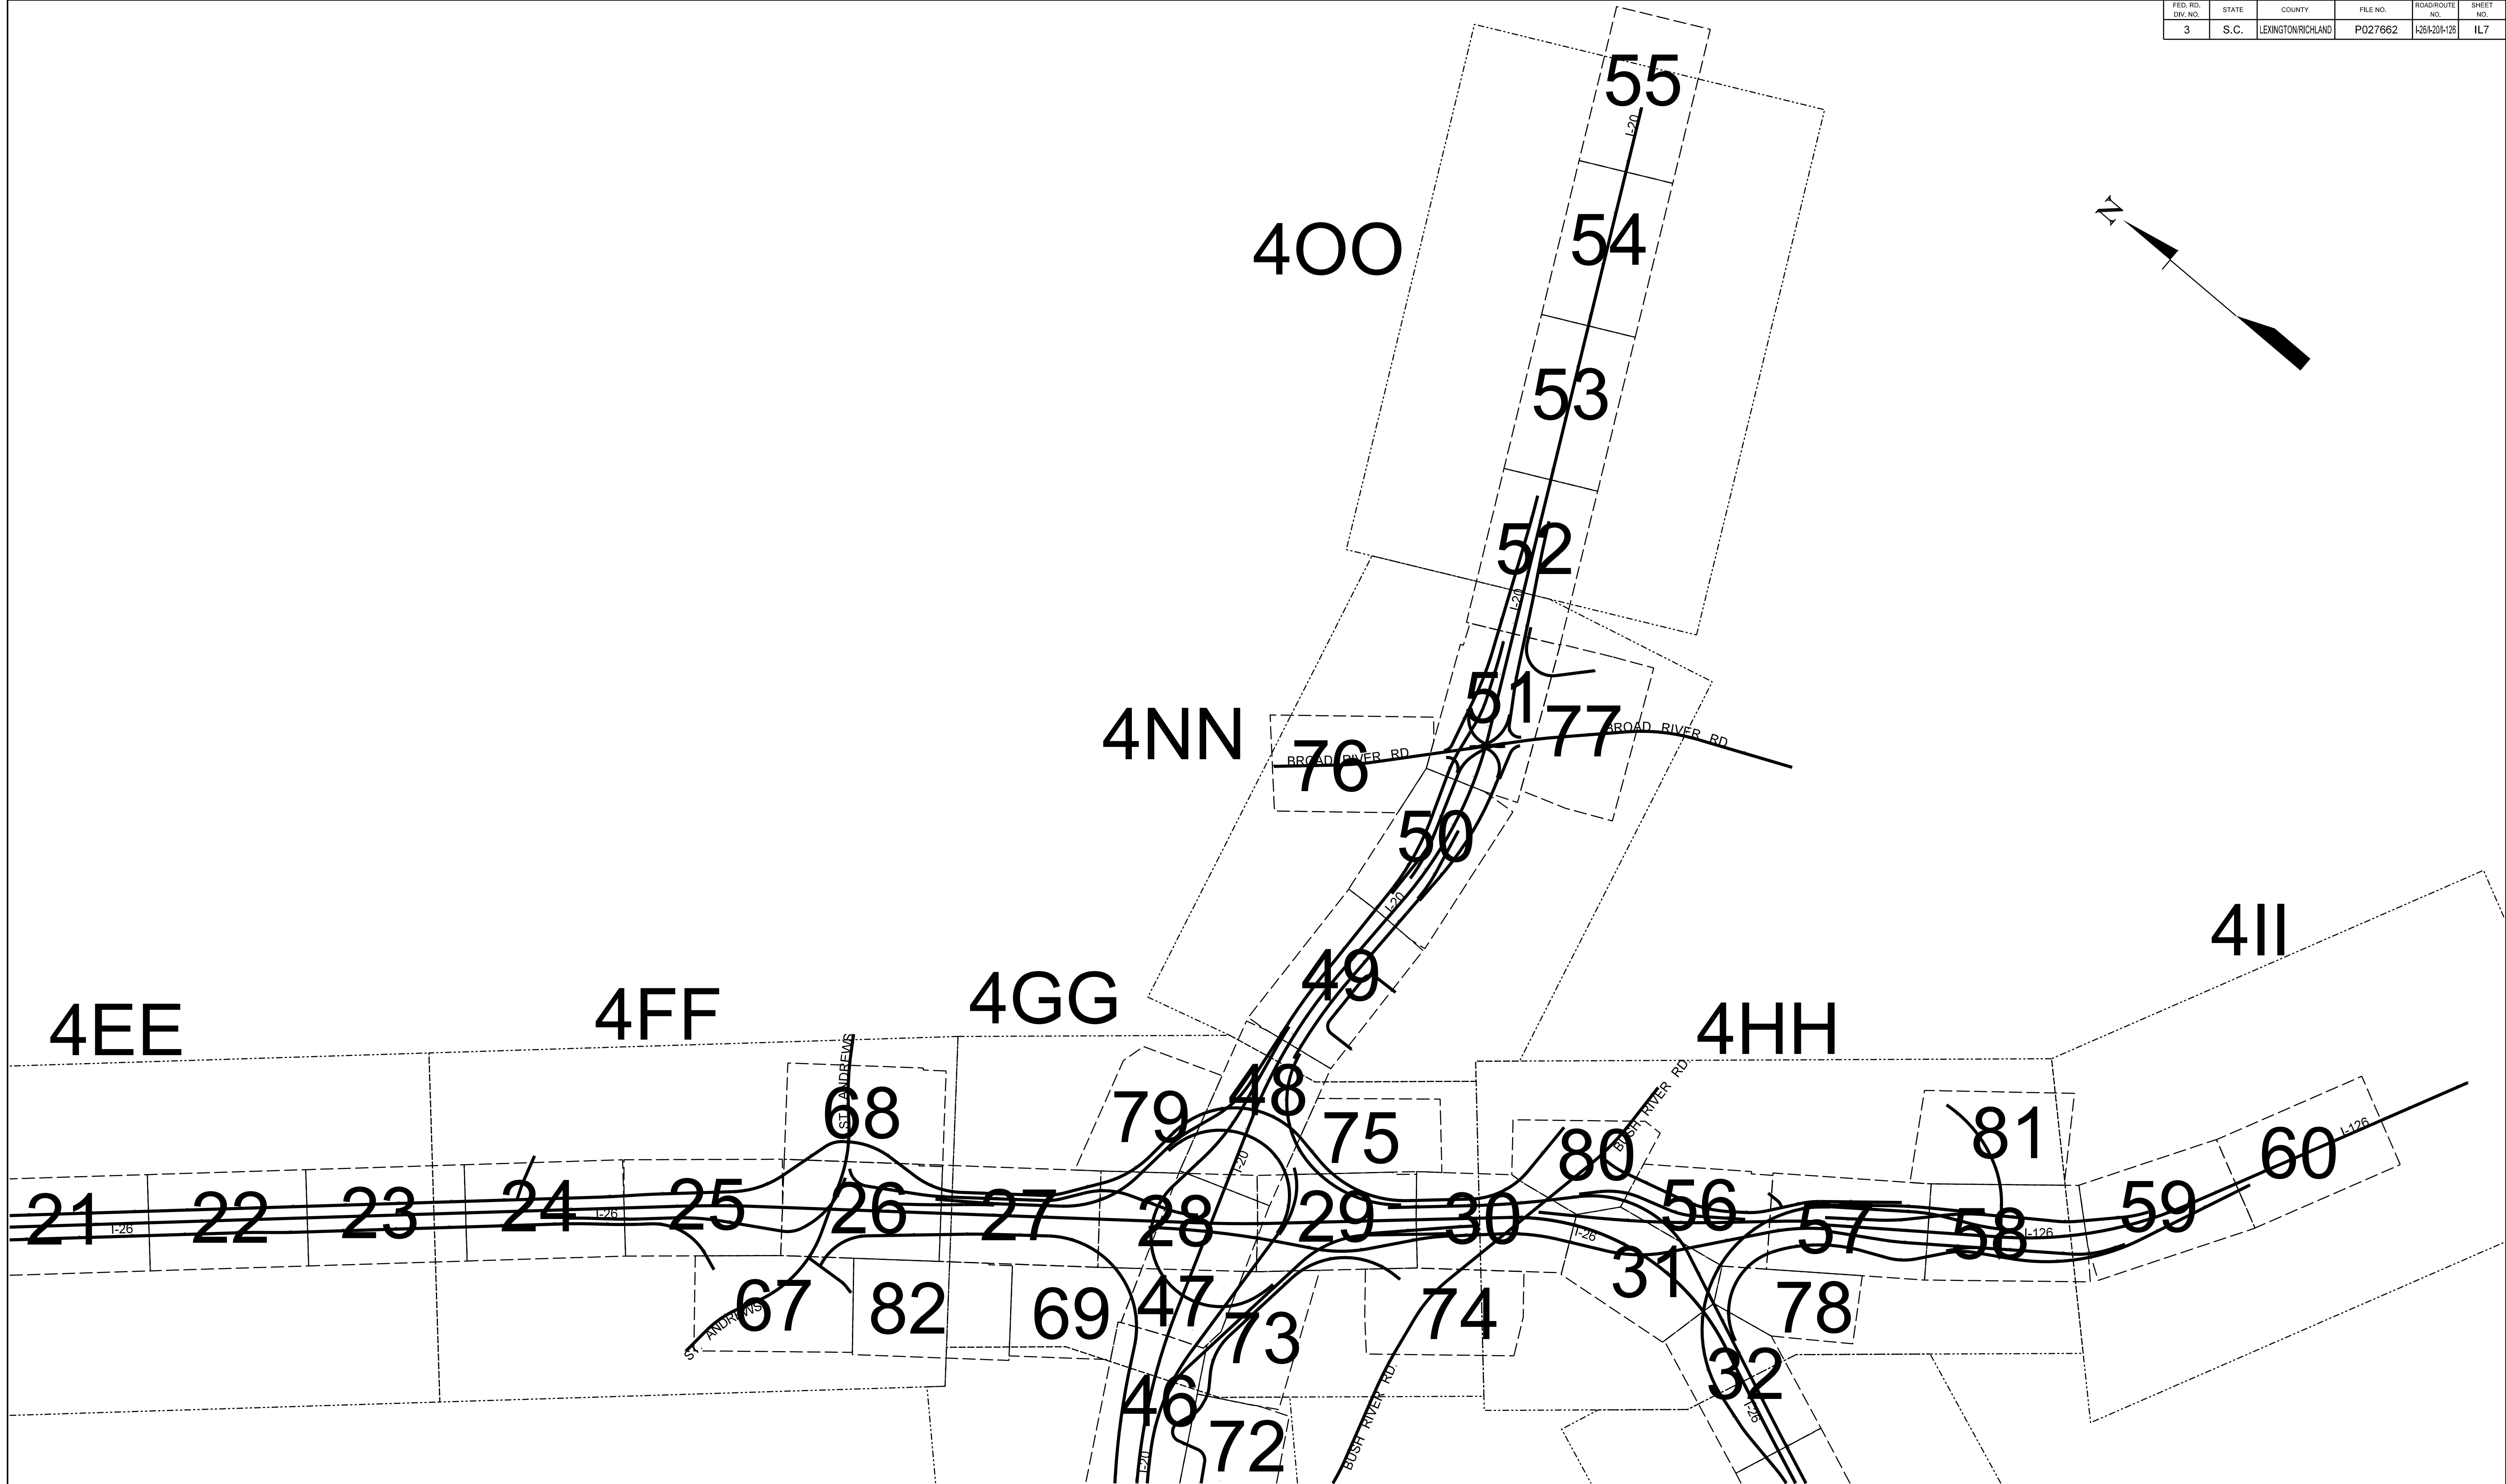 FED. RD. DIV. NO. STATE COUNTY FILE NO. ROAD/ROUTE NO. SHEET NO.
3 S.C. LEXINGTON/RICHLAND P027662 I-26/I-20/I-126 IL7
55
I-20
N
4OO
54
53
52
I-20
51
4NN
77
BROAD RIVER RD
76
BROAD RIVER RD
50
I-20
4II
49
4EE
4FF
4GG
4HH
ST. ANDREWS
68
79
48
75
80
BUSH RIVER RD.
81
60
I-126
I-20
21
I-26
22
23
24
I-26
25
26
27
28
29
30
I-26
56
57
58
I-126
59
31
67
ST. ANDREWS
82
69
47
73
74
78
32
I-26
46
72
I-20
BUSH RIVER RD.